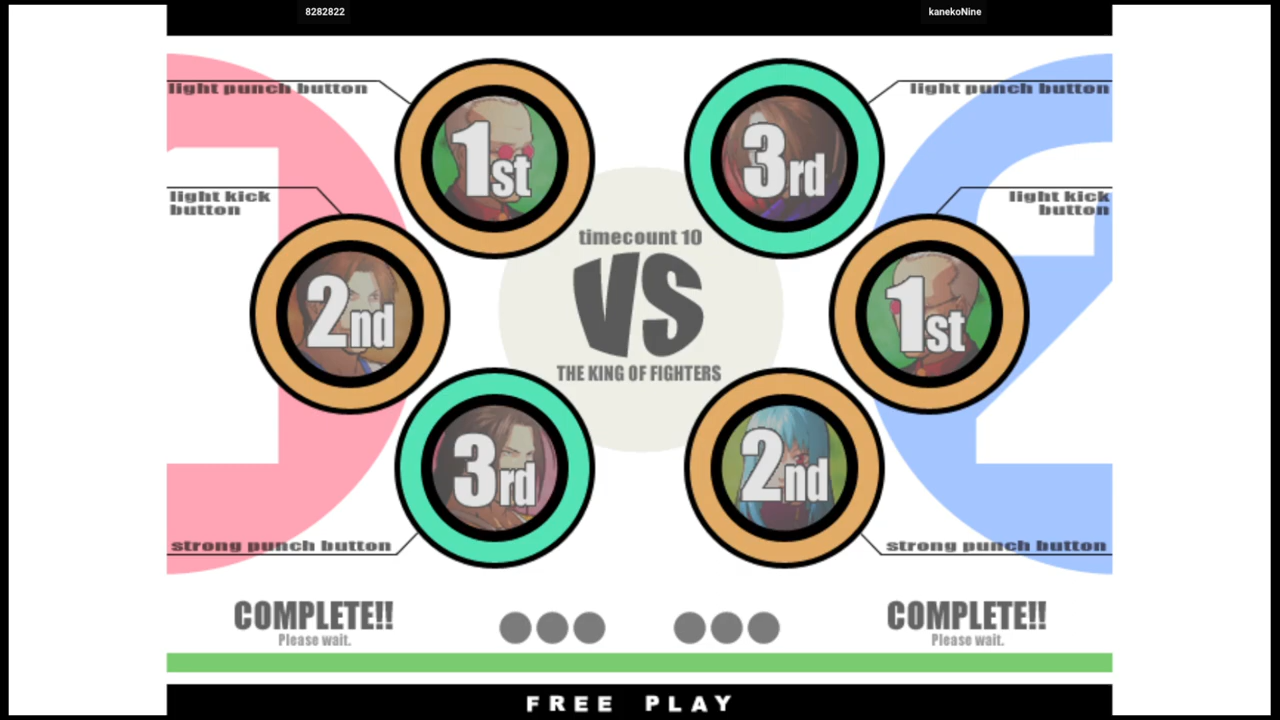 8282822
kanekoNine
light punch button
light punch button
1st
3rd
light kick
button
light kick
button
timecount 10
VS
THE KING OF FIGHTERS
2nd
1st
3rd
2nd
strong punch button
strong punch button
COMPLETE!!
Please wait.
COMPLETE!!
Please wait.
FREE PLAY